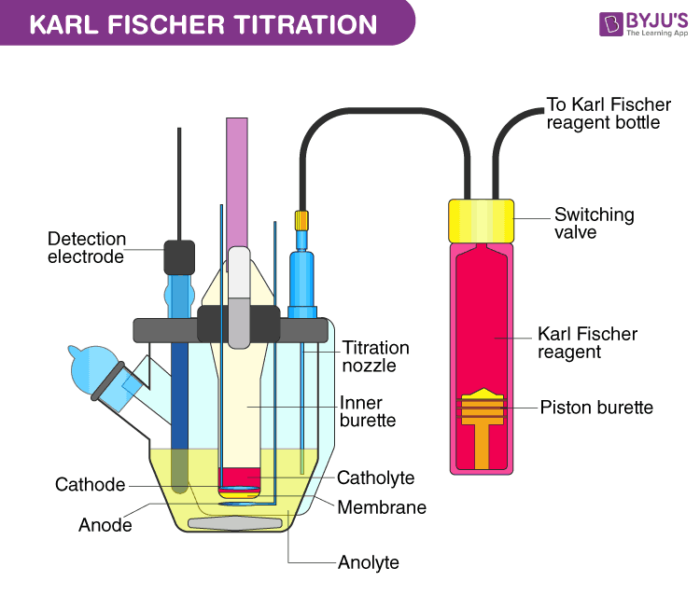 KARL FISCHER TITRATION
BYJU'S
The Learning App
To Karl Fischer
reagent bottle
Switching
valve
Detection
electrode
Karl Fischer
reagent
Titration
nozzle
Inner
burette
Piston burette
Cathode
Catholyte
Membrane
Anode
Anolyte